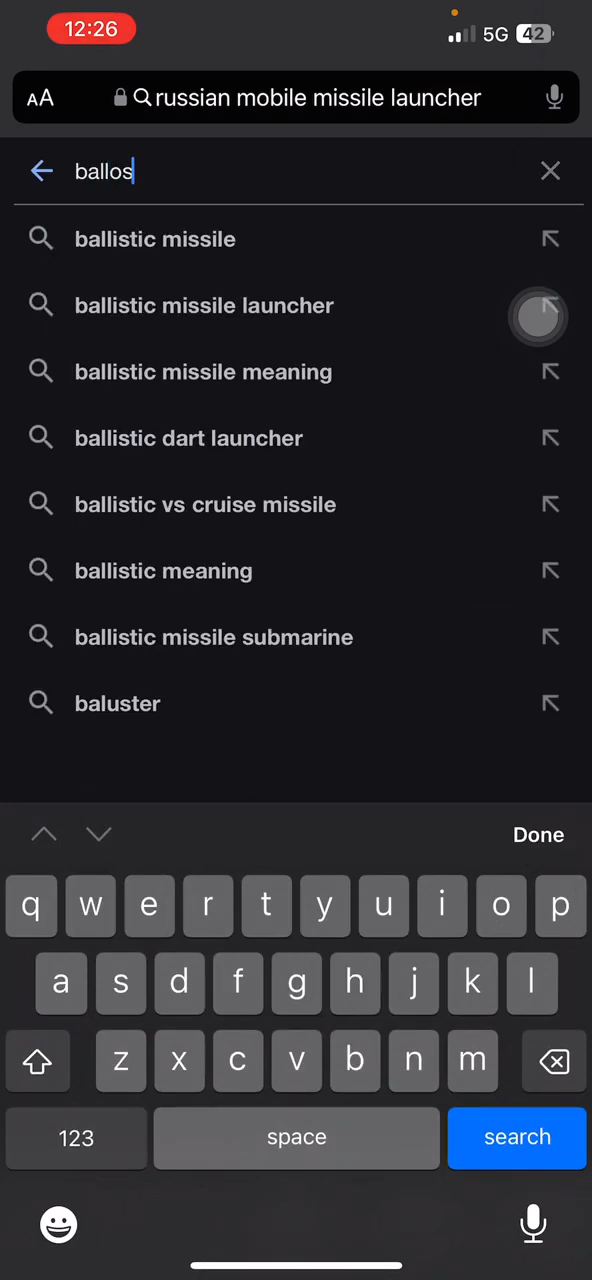 12:26
5G 42
AA russian mobile missile launcher
ballos
ballistic missile
ballistic missile launcher
ballistic missile meaning
ballistic dart launcher
ballistic vs cruise missile
ballistic meaning
ballistic missile submarine
baluster
Done
q w e r t y u i o p
a s d f g h j k l
z x c v b n m
123 space search